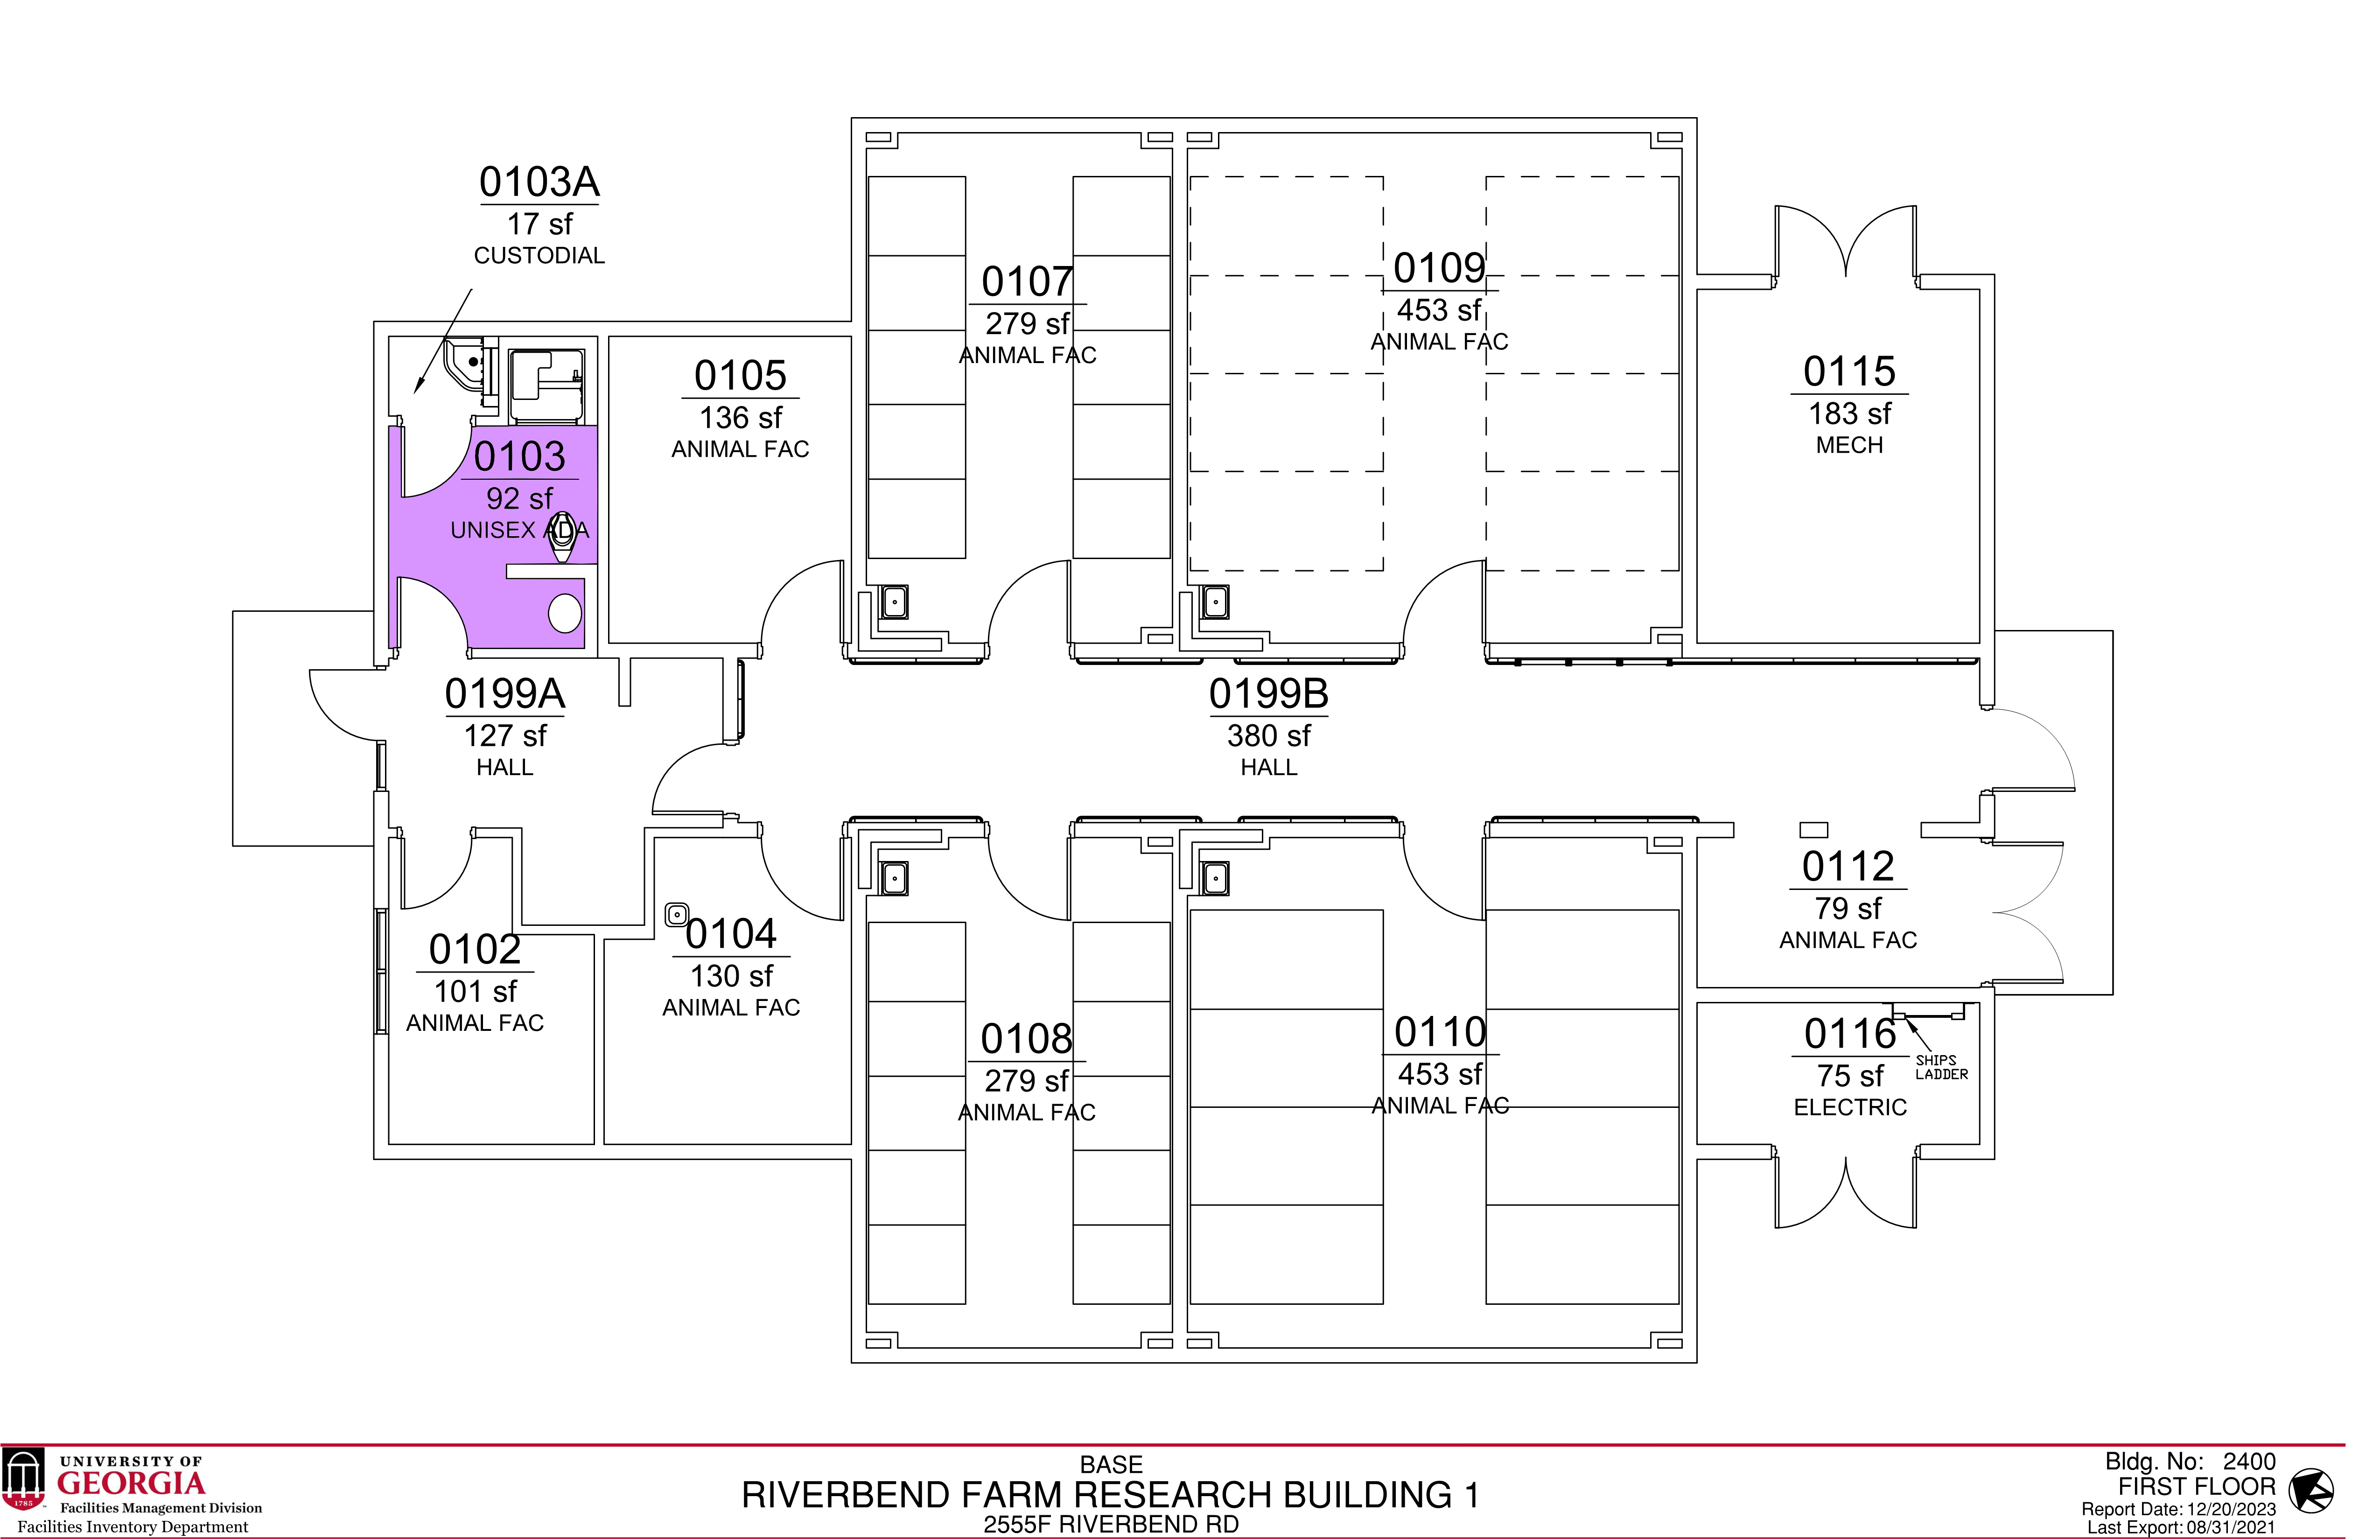 0103A
17 sf
CUSTODIAL
0107
279 sf
ANIMAL FAC
0109
453 sf
ANIMAL FAC
0105
136 sf
ANIMAL FAC
0115
183 sf
MECH
0103
92 sf
UNISEX ADA
0199A
127 sf
HALL
0199B
380 sf
HALL
0112
79 sf
ANIMAL FAC
0102
101 sf
ANIMAL FAC
0104
130 sf
ANIMAL FAC
0108
279 sf
ANIMAL FAC
0110
453 sf
ANIMAL FAC
0116
75 sf
ELECTRIC
SHIPS
LADDER
1785
UNIVERSITY OF
GEORGIA
Facilities Management Division
Facilities Inventory Department
BASE
RIVERBEND FARM RESEARCH BUILDING 1
2555F RIVERBEND RD
Bldg. No: 2400
FIRST FLOOR
Report Date: 12/20/2023
Last Export: 08/31/2021